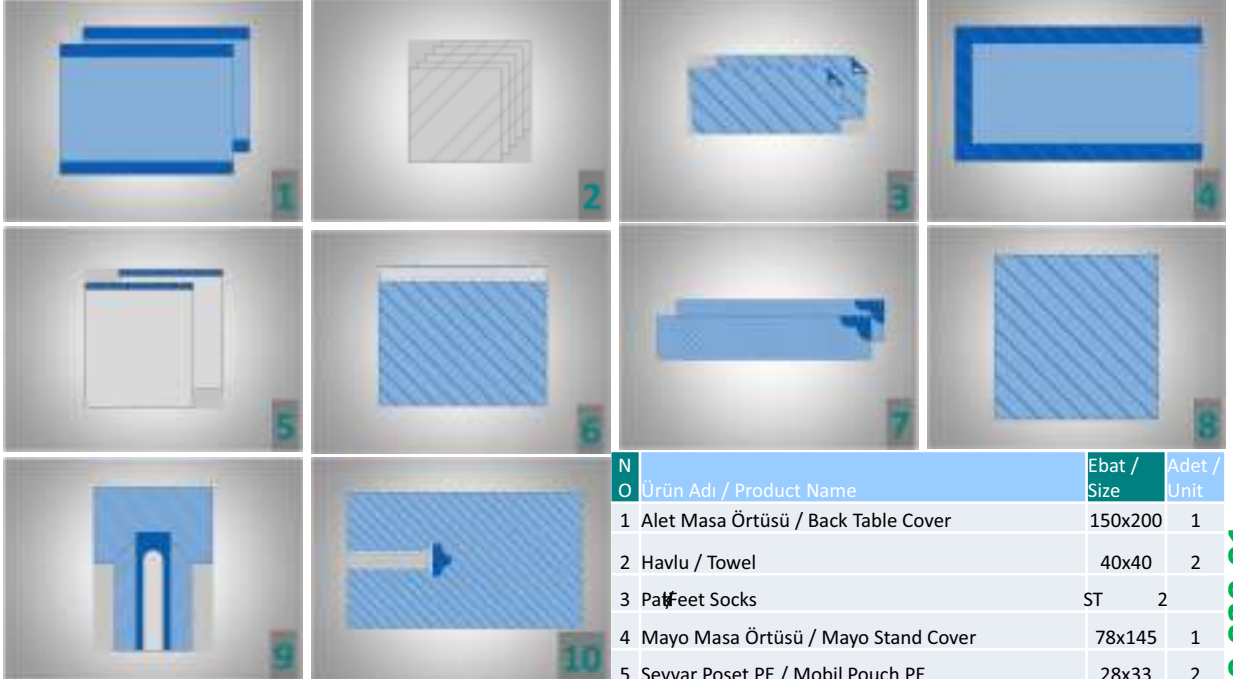 1
2
3
4
5
6
7
8
9
10
N
O Ürün Adı / Product Name Ebat /
Size Adet /
Unit
1 Alet Masa Örtüsü / Back Table Cover 150x200 1
2 Havlu / Towel 40x40 2
3 Feet Socks ST 2
4 Mayo Masa Örtüsü / Mayo Stand Cover 78x145 1
5 Seyyar Poşet PE / Mobil Pouch PE 28x33 2